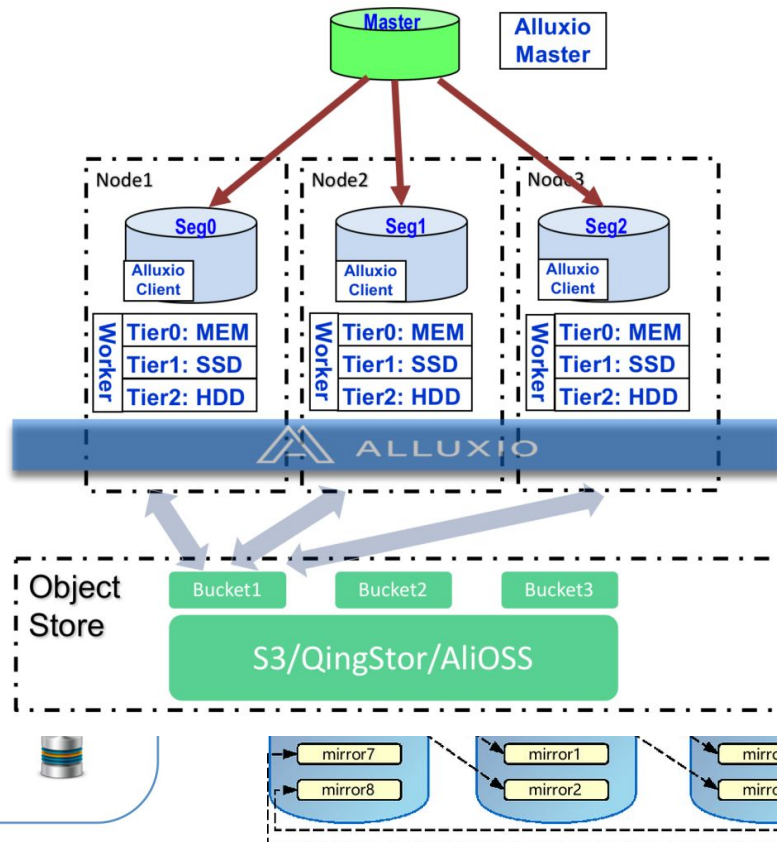 Master
Alluxio
Master
Node1
Node2
Node3
Seg0
Seg1
Seg2
Alluxio
Client
Alluxio
Client
Alluxio
Client
Worker
Tier0: MEM
Tier1: SSD
Tier2: HDD
Worker
Tier0: MEM
Tier1: SSD
Tier2: HDD
Worker
Tier0: MEM
Tier1: SSD
Tier2: HDD
ALLUXIO
Object
Store
Bucket1
Bucket2
Bucket3
S3/QingStor/AliOSS
mirror7
mirror1
mirror8
mirror2